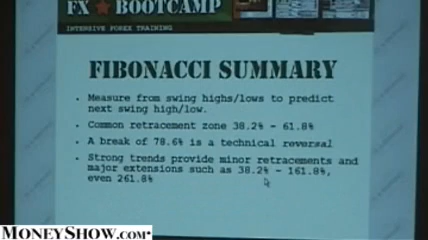 FX ★ BOOTCAMP
INTENSIVE FOREX TRAINING
FIBONACCI SUMMARY
• Measure from swing highs/lows to predict
next swing high/low.
• Common retracement zone 38.2% - 61.8%
• A break of 78.6% is a technical reversal
• Strong trends provide minor retracements and
major extensions such as 38.2% - 161.8%,
even 261.8%
MoneyShow.com